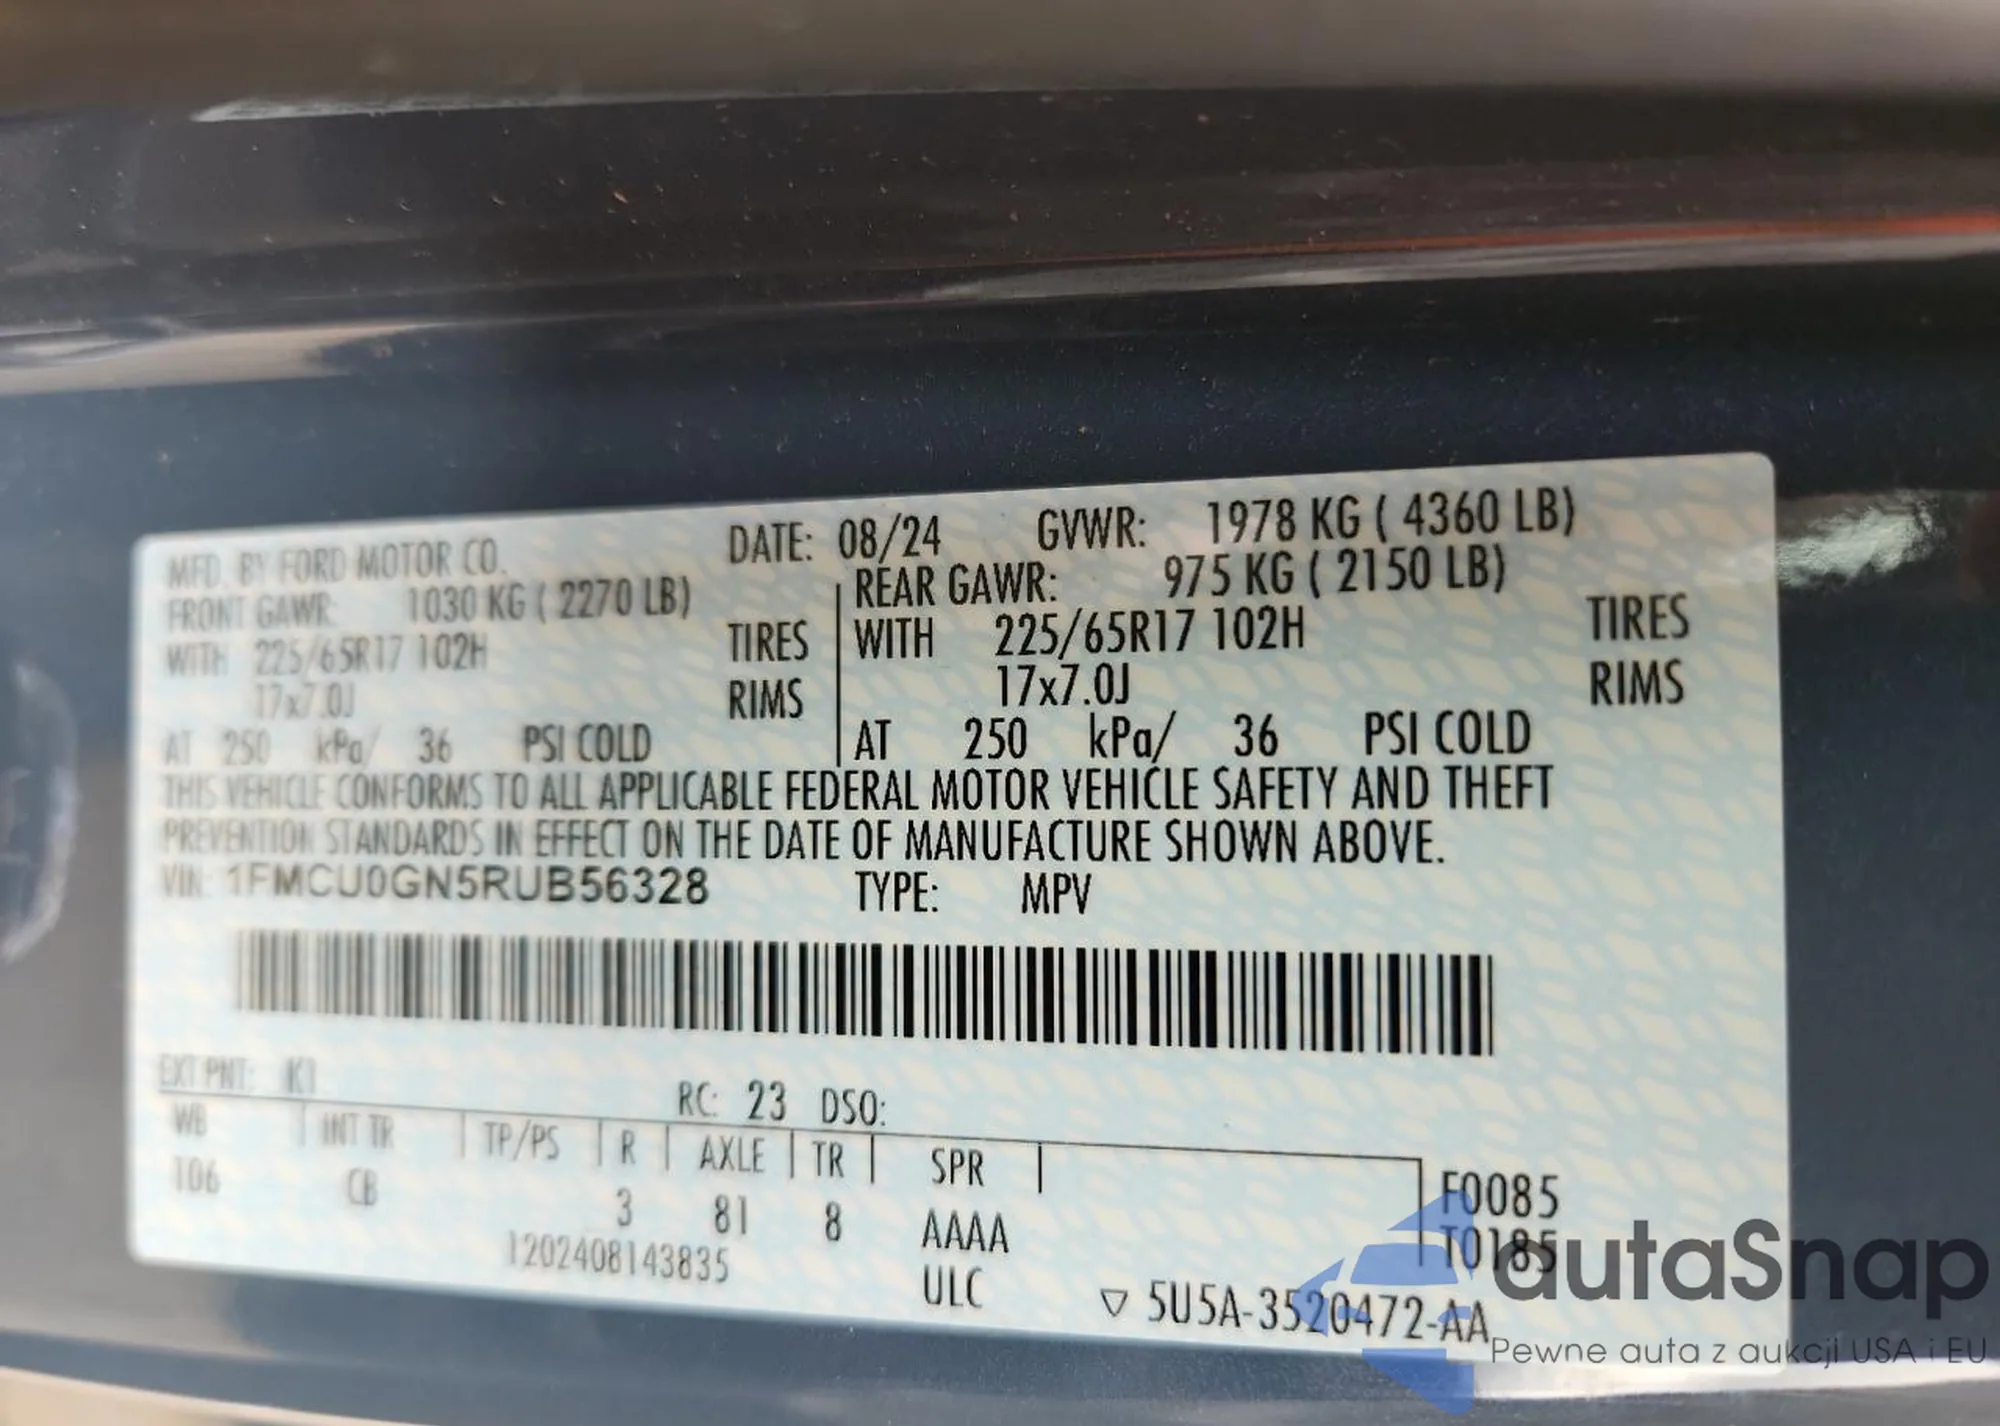 MFD. BY FORD MOTOR CO. DATE: 08/24 GVWR: 1978 KG ( 4360 LB)
FRONT GAWR: 1030 KG ( 2270 LB) REAR GAWR: 975 KG ( 2150 LB)
WITH 225/65R17 102H TIRES WITH 225/65R17 102H TIRES
17x7.0J RIMS 17x7.0J RIMS
AT 250 kPa/ 36 PSI COLD AT 250 kPa/ 36 PSI COLD
THIS VEHICLE CONFORMS TO ALL APPLICABLE FEDERAL MOTOR VEHICLE SAFETY AND THEFT
PREVENTION STANDARDS IN EFFECT ON THE DATE OF MANUFACTURE SHOWN ABOVE.
VIN: 1FMCU0GN5RUB56328 TYPE: MPV
EXT PNT: K1 RC: 23 DSO:
WB INT TR TP/PS R AXLE TR SPR
106 CB 3 81 8 AAAA
F0085
T0185
1202408143835 ULC
5U5A-3520472-AA
autaSnap
Pewne auta z aukcji USA i EU